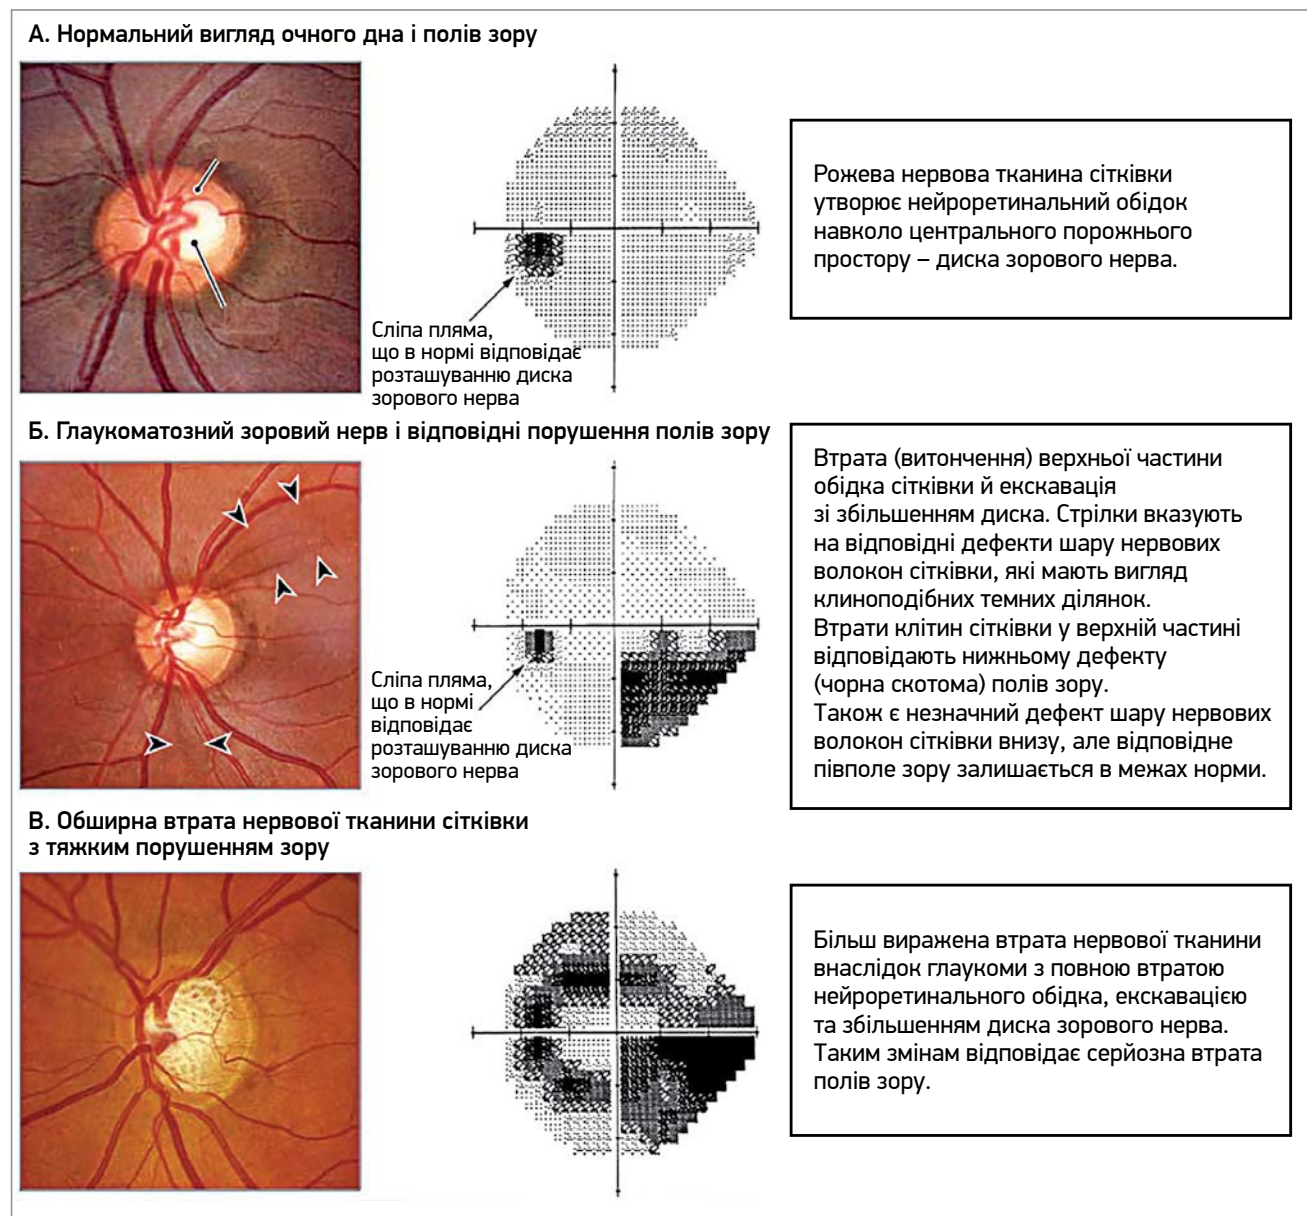 А. Нормальний вигляд очного дна і полів зору
Сліпа пляма,
що в нормі відповідає
розташуванню диска
зорового нерва
Рожева нервова тканина сітківки
утворює нейроретинальний обідок
навколо центрального порожнього
простору – диска зорового нерва.
Б. Глаукоматозний зоровий нерв і відповідні порушення полів зору
Сліпа пляма,
що в нормі
відповідає
розташуванню диска
зорового нерва
Втрата (витончення) верхньої частини
обідка сітківки й екскавація
зі збільшенням диска. Стрілки вказують
на відповідні дефекти шару нервових
волокон сітківки, які мають вигляд
клиноподібних темних ділянок.
Втрати клітин сітківки у верхній частині
відповідають нижньому дефекту
(чорна скотома) полів зору.
Також є незначний дефект шару нервових
волокон сітківки внизу, але відповідне
півполе зору залишається в межах норми.
В. Обширна втрата нервової тканини сітківки
з тяжким порушенням зору
Більш виражена втрата нервової тканини
внаслідок глаукоми з повною втратою
нейроретинального обідка, екскавацією
та збільшенням диска зорового нерва.
Таким змінам відповідає серйозна втрата
полів зору.